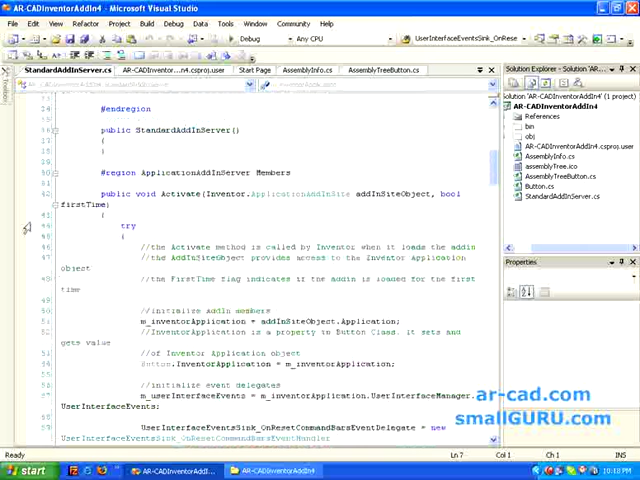 AR-CADInventorAddIn4 - Microsoft Visual Studio
File Edit View Refactor Project Build Debug Data Tools Window Community Help
Debug Any CPU UserInterfaceEventsSink_OnRese
StandardAddInServer.cs AR-CADInventor...n4.csproj.user Start Page AssemblyInfo.cs AssemblyTreeButton.cs
#endregion
public StandardAddInServer()
{
}
#region ApplicationAddInServer Members
public void Activate(Inventor.ApplicationAddInSite addInSiteObject, bool
firstTime)
{
try
{
//the Activate method is called by Inventor when it loads the addin
//the AddInSiteObject provides access to the Inventor Application
object
//the FirstTime flag indicates if the addin is loaded for the first
time
//initialize AddIn members
m_inventorApplication = addInSiteObject.Application;
//InventorApplication is a property in Button Class. it sets and
gets value
//of Inventor Application object
Button.InventorApplication = m_inventorApplication;
//initialize event delegates
m_userInterfaceEvents = m_inventorApplication.UserInterfaceManager.
UserInterfaceEvents;
UserInterfaceEventsSink_OnResetCommandBarsEventDelegate = new
UserInterfaceEventsSink_OnResetCommandBarsEventHandler
Solution Explorer - Solution 'AR-...
Solution 'AR-CADInventorAddIn4' (1 project)
AR-CADInventorAddIn4
References
bin
obj
AR-CADInventorAddIn4.csproj.user
AssemblyInfo.cs
assemblyTree.ico
AssemblyTreeButton.cs
Button.cs
StandardAddInServer.cs
Properties
ar-cad.com
smallGURU.com
Ready Ln 7 Col 1 Ch 1 INS
start AR-CADInventorAddI... AR-CADInventorAddIn4 10:12 PM